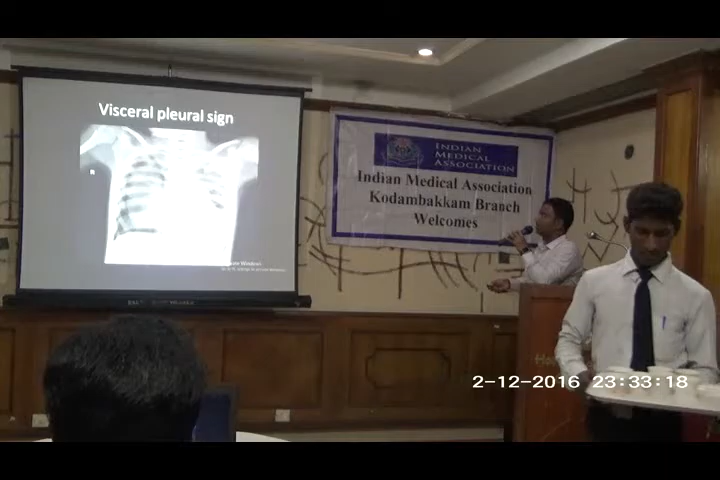 Visceral pleural sign
INDIAN
MEDICAL
ASSOCIATION
Indian Medical Association
Kodambakkam Branch
Welcomes
2-12-2016 23:33:18